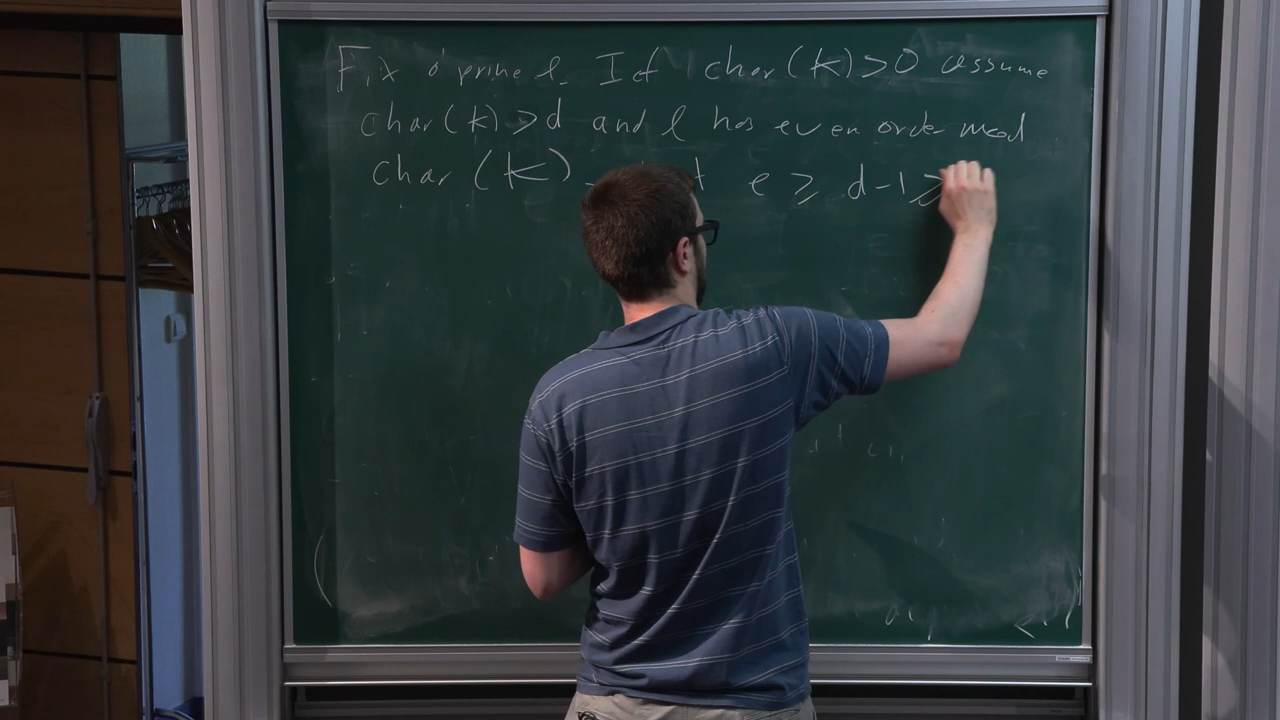 Fix a prime l. If char(k)>0 assume
char(k)>d and l has even order mod
char(k). e ≥ d-1 ≥